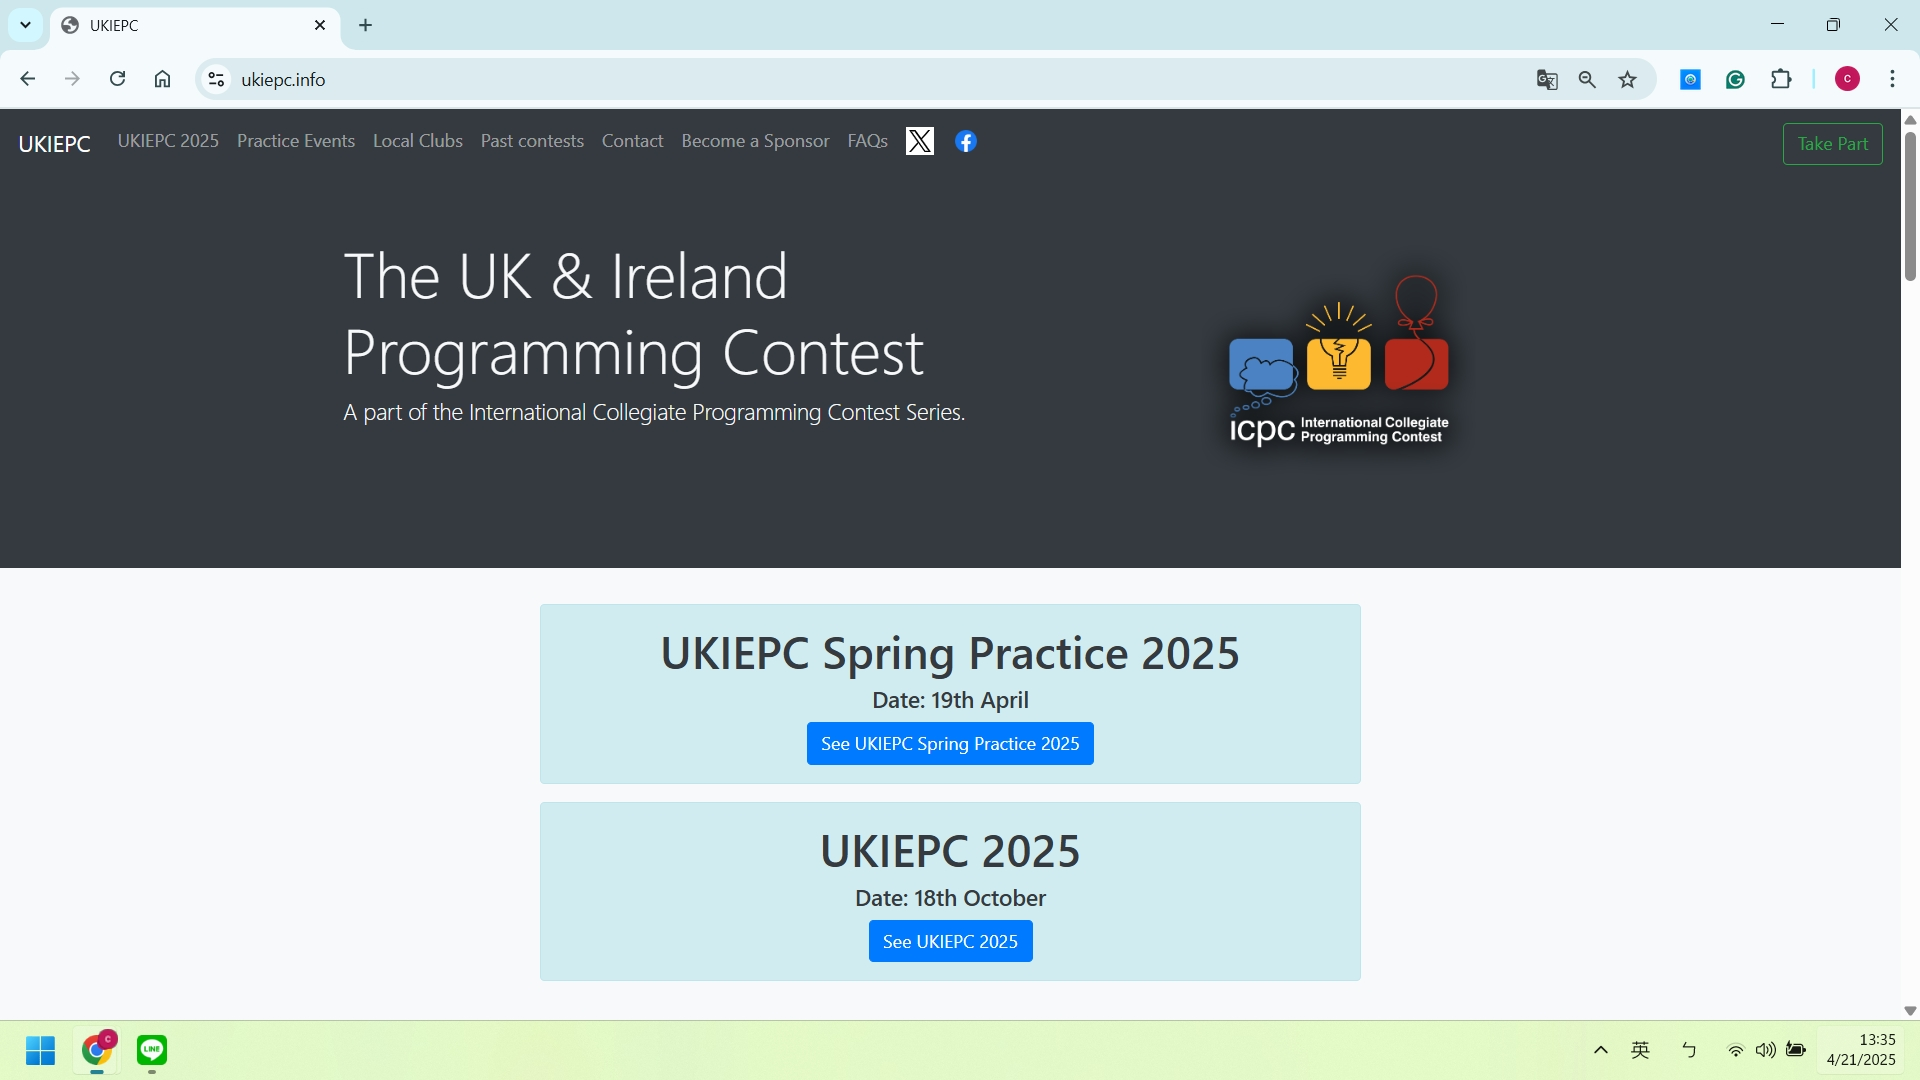 UKIEPC
ukiepc.info
C
UKIEPC UKIEPC 2025 Practice Events Local Clubs Past contests Contact Become a Sponsor FAQs Take Part
The UK & Ireland
Programming Contest
A part of the International Collegiate Programming Contest Series.
icpc International Collegiate
Programming Contest
UKIEPC Spring Practice 2025
Date: 19th April
See UKIEPC Spring Practice 2025
UKIEPC 2025
Date: 18th October
See UKIEPC 2025
C
LINE
英 ㄅ
13:35
4/21/2025